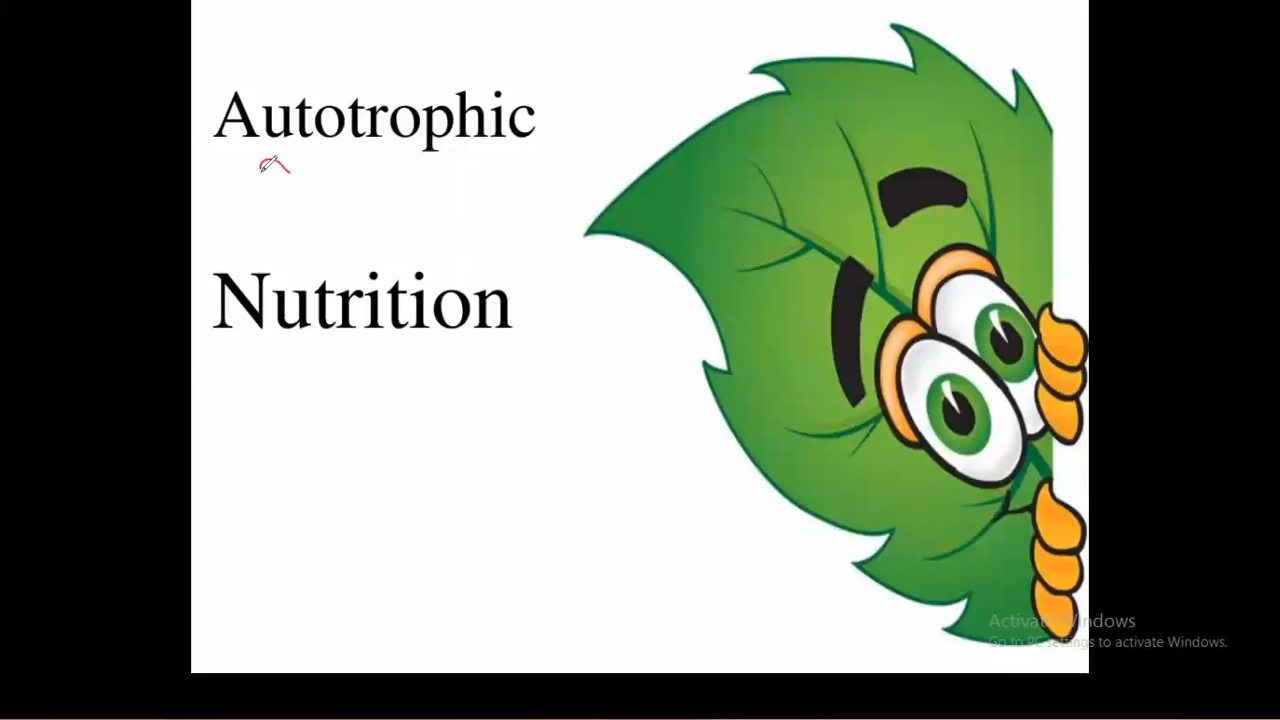 Autotrophic
Nutrition
Activate Windows
Go to PC settings to activate Windows.